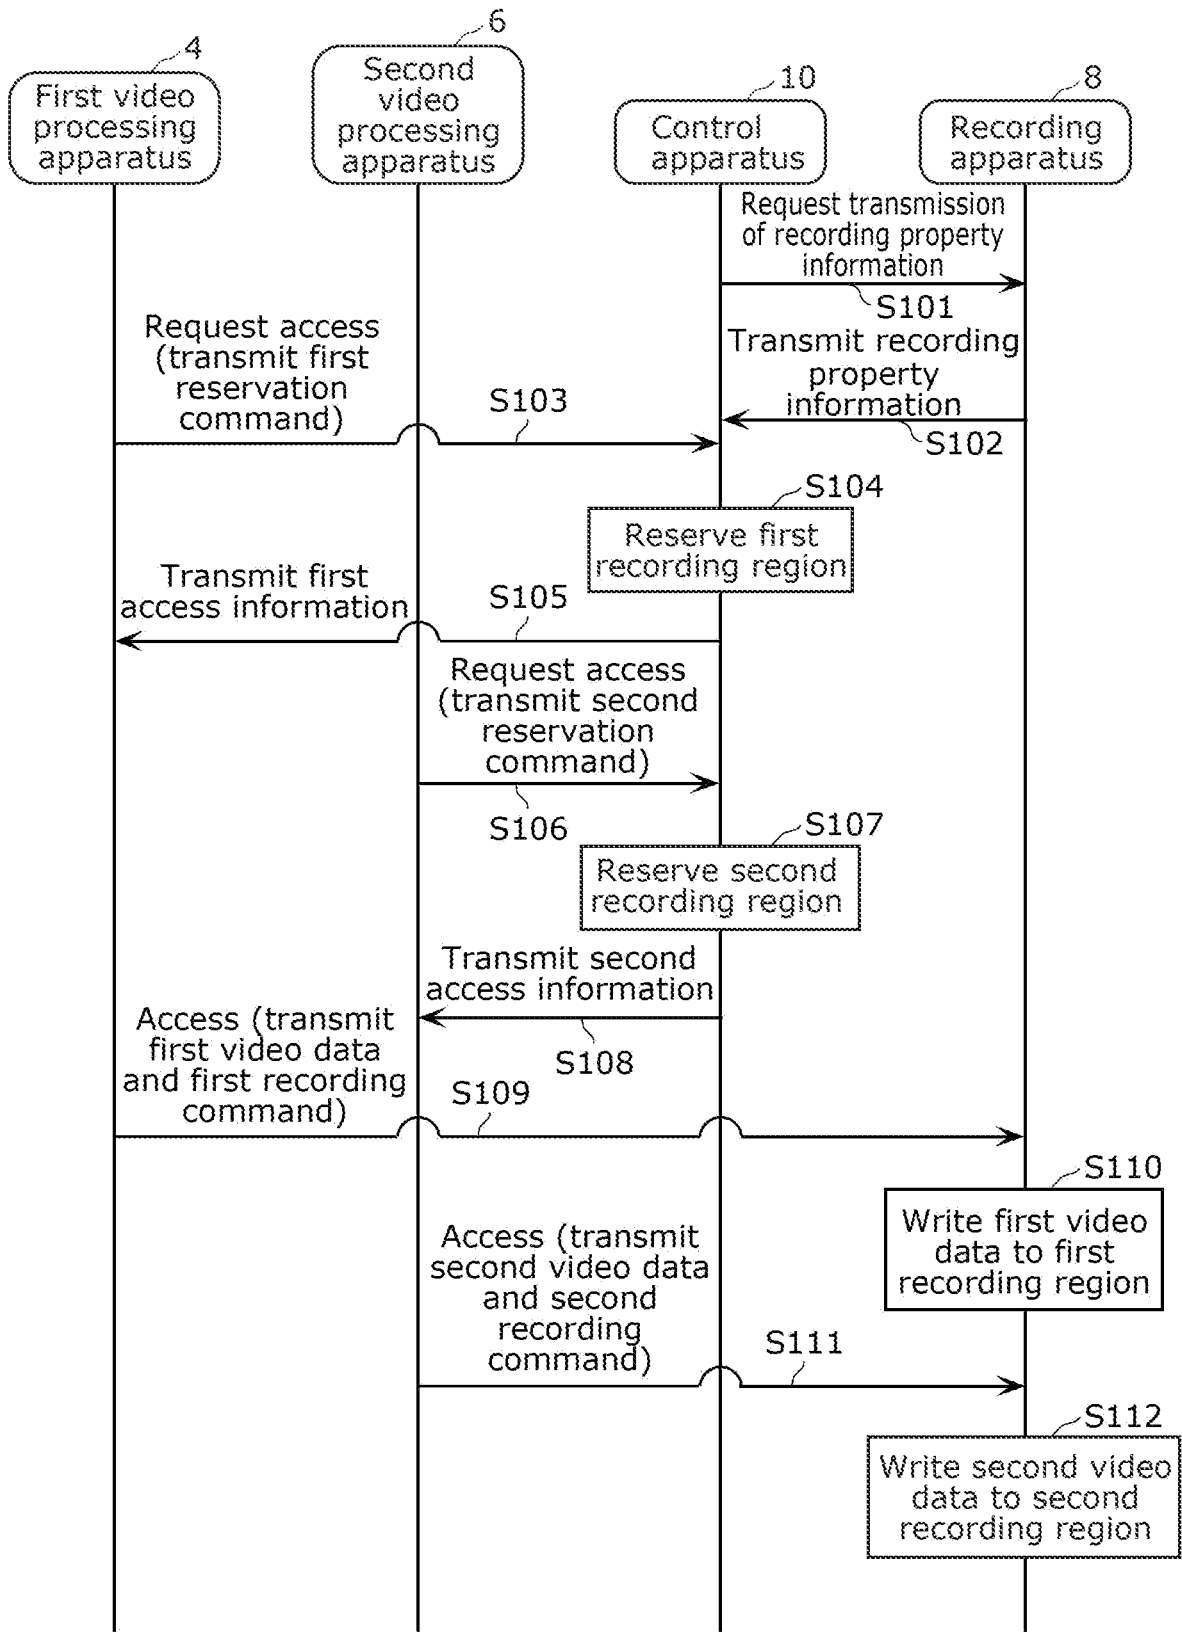 4
First video
processing
apparatus
6
Second
video
processing
apparatus
10
Control
apparatus
8
Recording
apparatus
Request transmission
of recording property
information
S101
Transmit recording
property
information
S102
Request access
(transmit first
reservation
command)
S103
S104
Reserve first
recording region
Transmit first
access information
S105
Request access
(transmit second
reservation
command)
S106
S107
Reserve second
recording region
Transmit second
access information
S108
Access (transmit
first video data
and first recording
command)
S109
S110
Write first video
data to first
recording region
Access (transmit
second video data
and second
recording
command)
S111
S112
Write second video
data to second
recording region